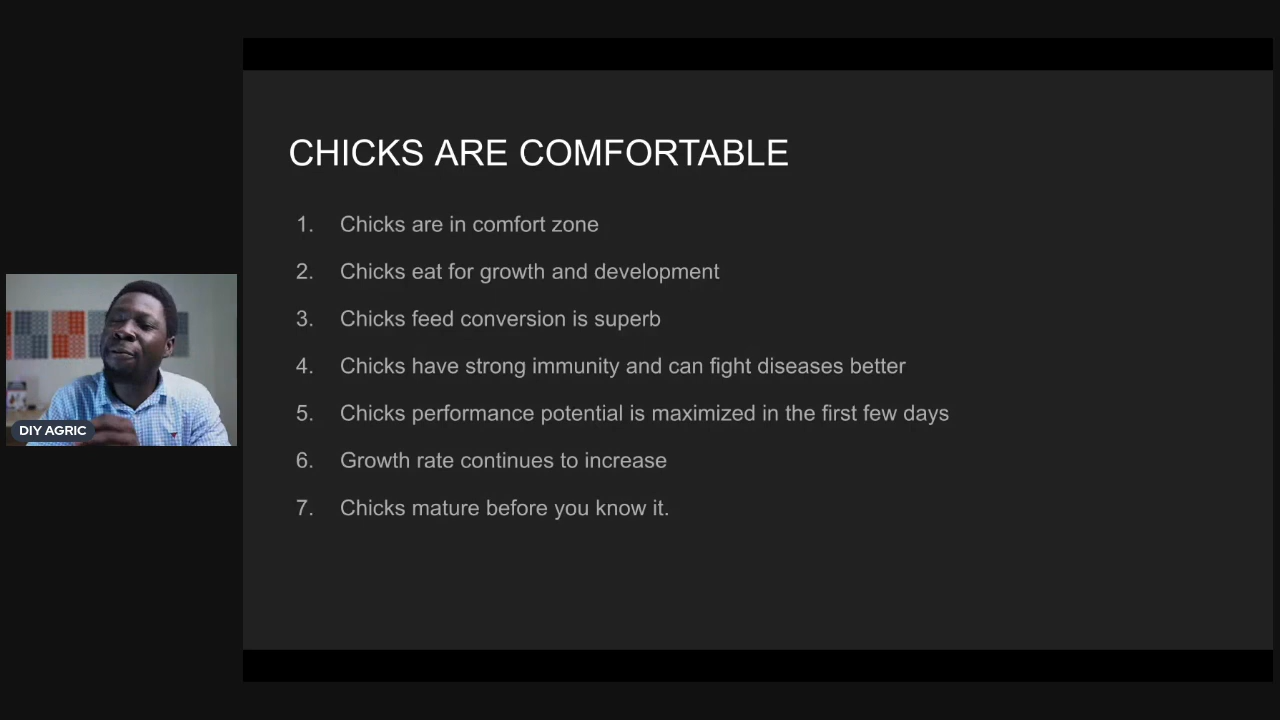 CHICKS ARE COMFORTABLE
1. Chicks are in comfort zone
2. Chicks eat for growth and development
3. Chicks feed conversion is superb
4. Chicks have strong immunity and can fight diseases better
5. Chicks performance potential is maximized in the first few days
6. Growth rate continues to increase
7. Chicks mature before you know it.
DIY AGRIC